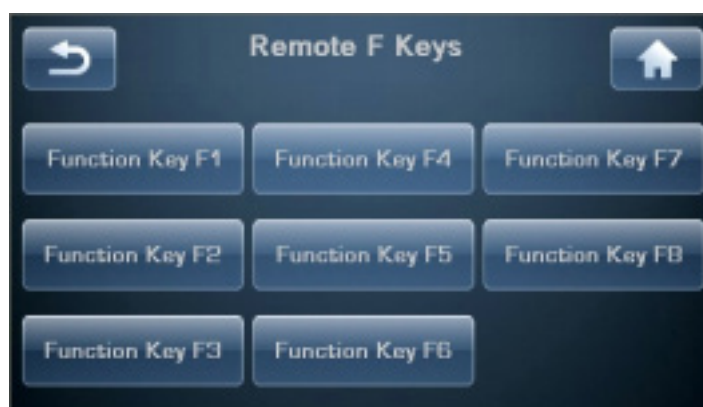 Remote F Keys
Function Key F1
Function Key F4
Function Key F7
Function Key F2
Function Key F5
Function Key F8
Function Key F3
Function Key F6